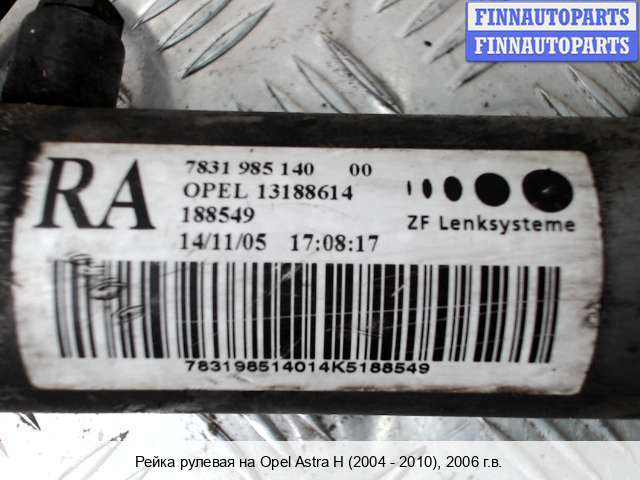 FINNAUTOPARTS
FINNAUTOPARTS
RA
7831 985 140 00
OPEL 13188614
188549
14/11/05 17:08:17
ZF Lenksysteme
783198514014K5188549
Рейка рулевая на Opel Astra H (2004 - 2010), 2006 г.в.